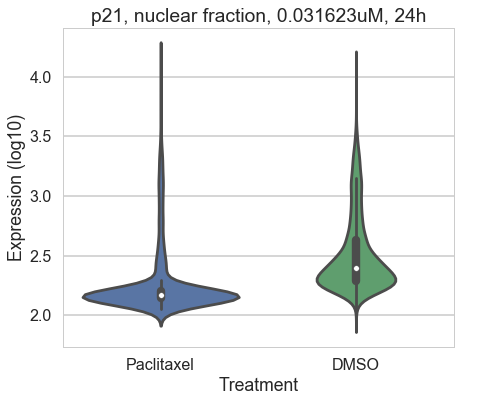 p21, nuclear fraction, 0.031623uM, 24h
Expression (log10)
4.0
3.5
3.0
2.5
2.0
Paclitaxel
DMSO
Treatment